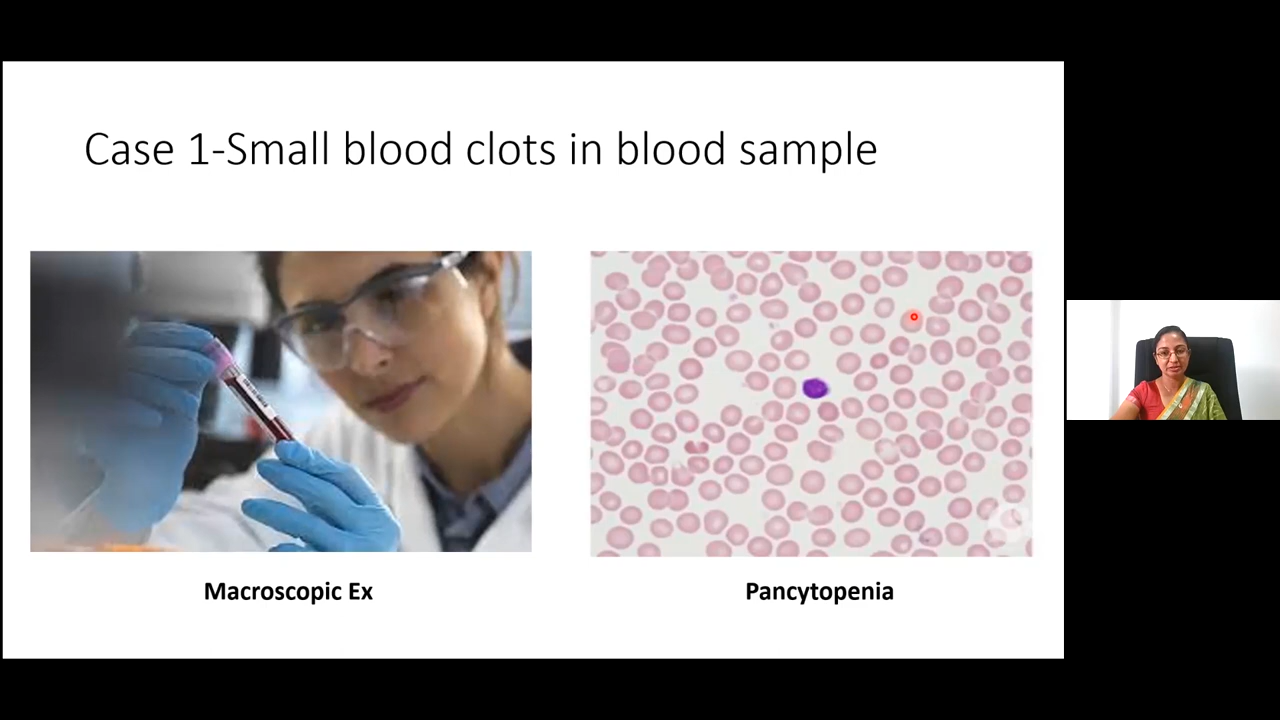 Case 1-Small blood clots in blood sample
Macroscopic Ex
Pancytopenia